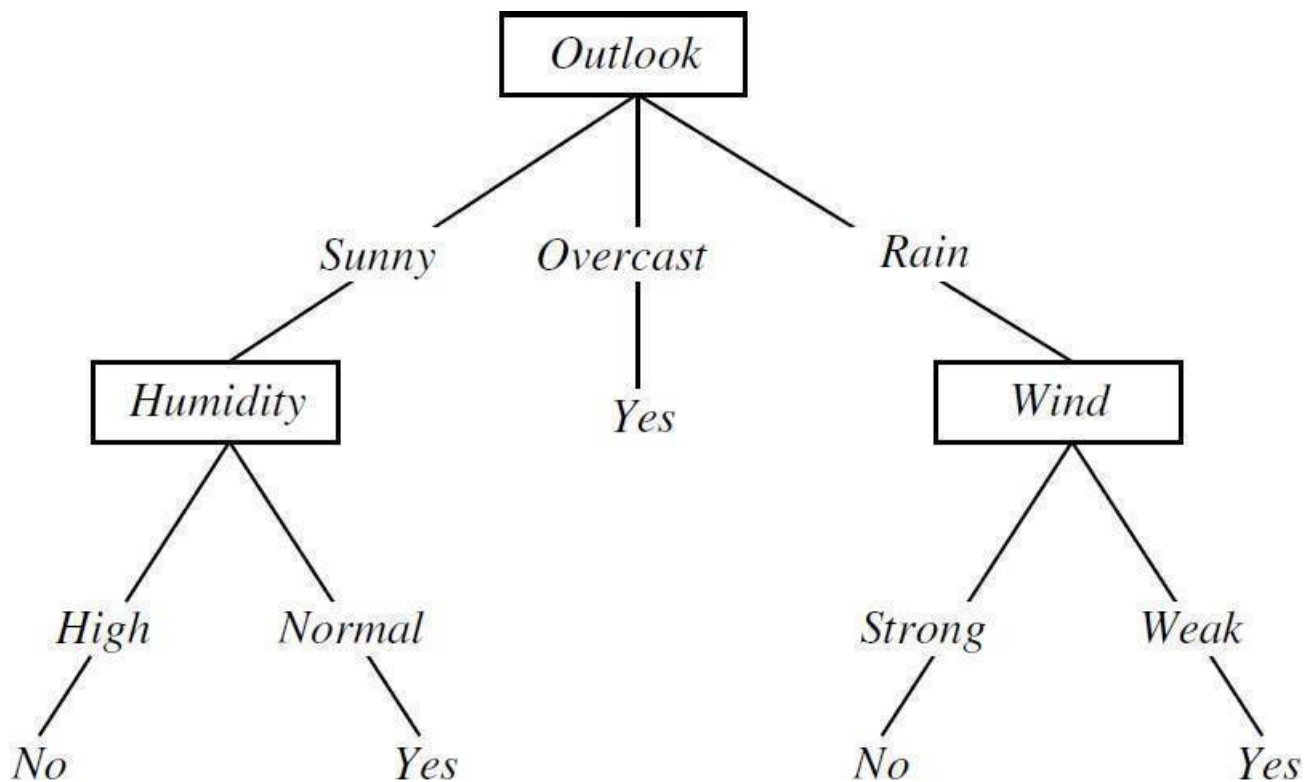 Outlook
Sunny Overcast Rain
Humidity Yes Wind
High Normal Strong Weak
No Yes No Yes